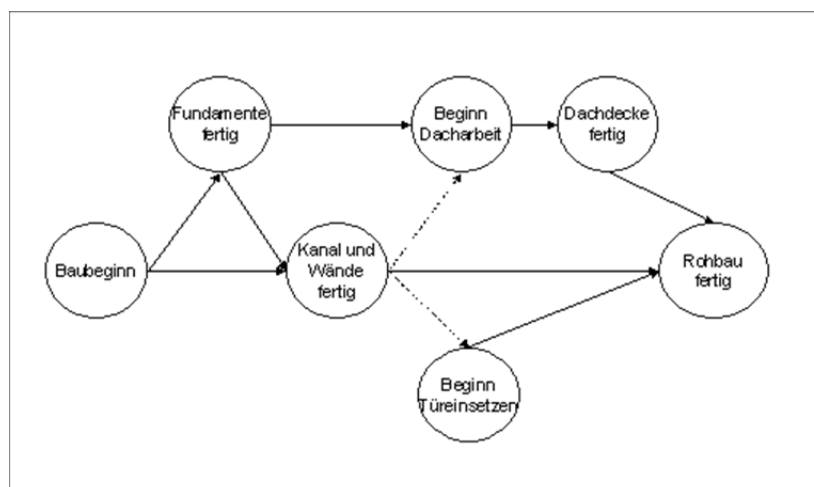 Fundamente
fertig
Beginn
Dacharbeit
Dachdecke
fertig
Baubeginn
Kanal und
Wände
fertig
Rohbau
fertig
Beginn
Türeinsetzen